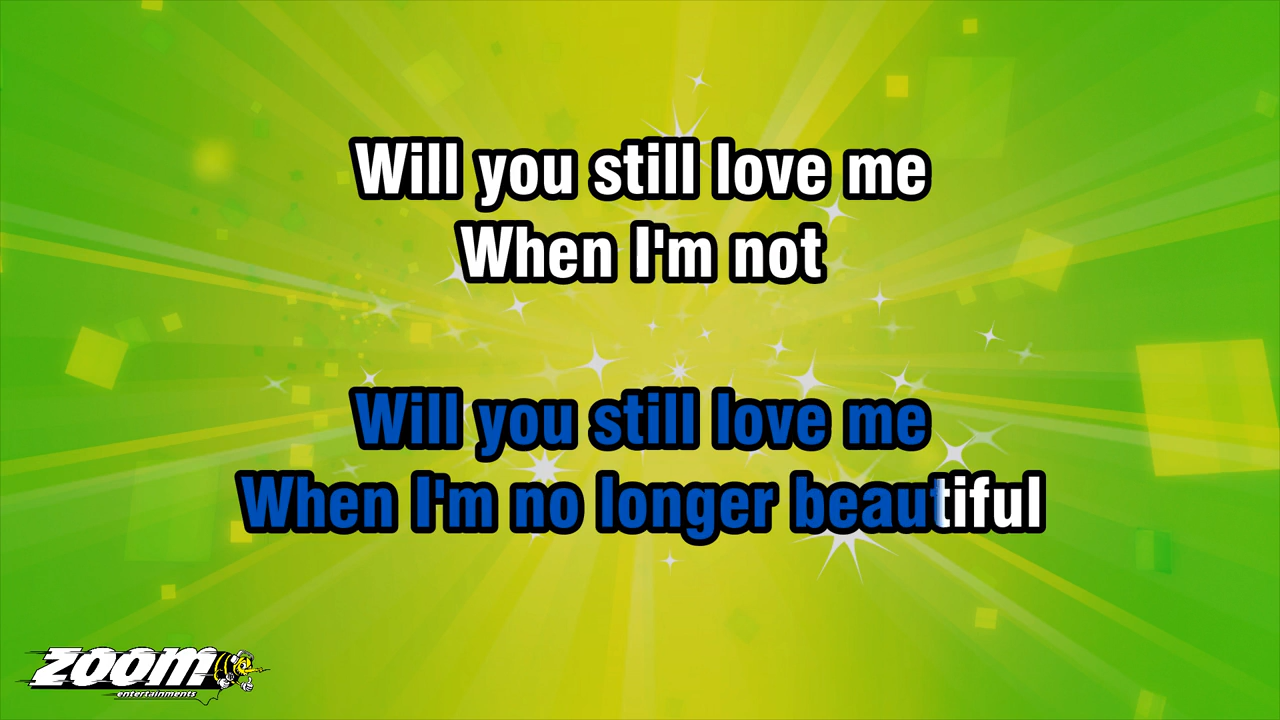 Will you still love me
When I'm not
Will you still love me
When I'm no longer beautiful
zoom
entertainments